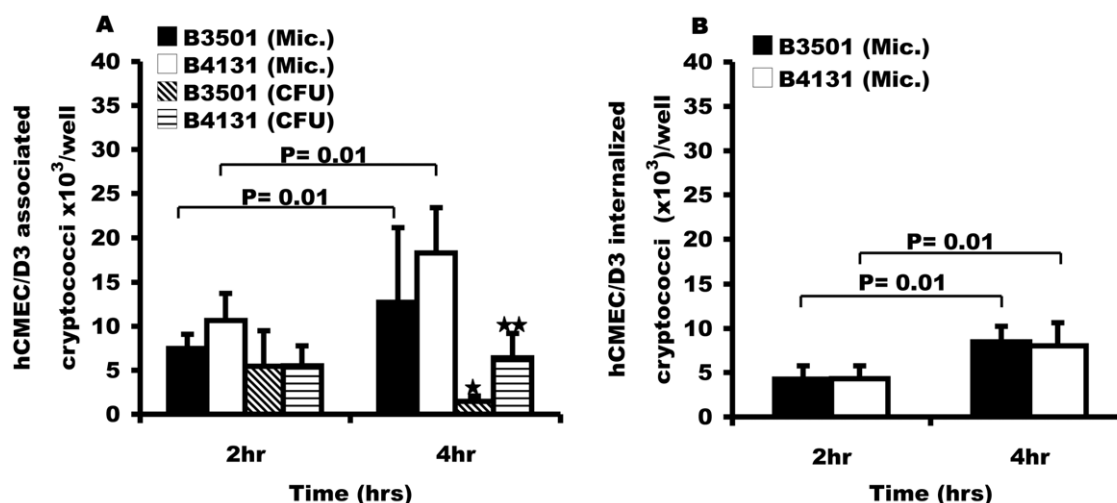 A
B3501 (Mic.)
B4131 (Mic.)
B3501 (CFU)
B4131 (CFU)
hCMEC/D3 associated
cryptococci x10³/well
40
35
30
25
20
15
10
5
0
P= 0.01
P= 0.01
2hr
4hr
Time (hrs)
B
B3501 (Mic.)
B4131 (Mic.)
hCMEC/D3 internalized
cryptococci (x10³)/well
40
35
30
25
20
15
10
5
0
P= 0.01
P= 0.01
2hr
4hr
Time (hrs)